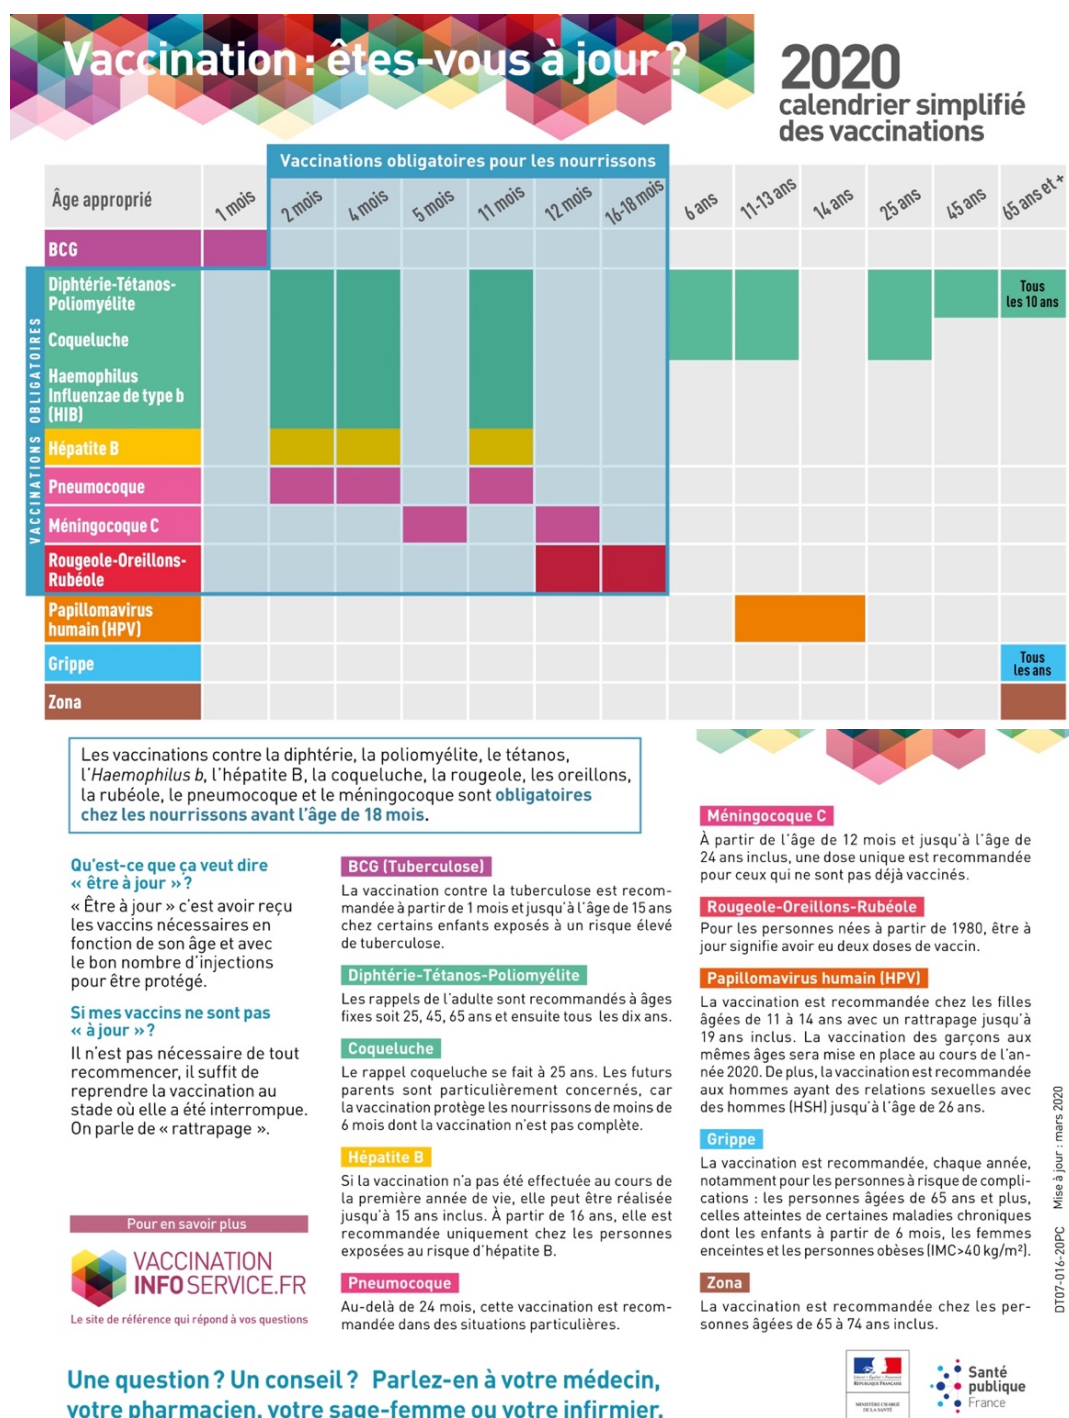 Vaccination : êtes-vous à jour ?
2020
calendrier simplifié
des vaccinations
Vaccinations obligatoires pour les nourrissons
Âge approprié
1 mois
2 mois
4 mois
5 mois
11 mois
12 mois
16-18 mois
6 ans
11-13 ans
14 ans
25 ans
45 ans
65 ans et +
BCG
VACCINATIONS OBLIGATOIRES
Diphtérie-Tétanos-
Poliomyélite
Tous
les 10 ans
Coqueluche
Haemophilus
Influenzae de type b
(HIB)
Hépatite B
Pneumocoque
Méningocoque C
Rougeole-Oreillons-
Rubéole
Papillomavirus
humain (HPV)
Grippe
Tous
les ans
Zona
Les vaccinations contre la diphtérie, la poliomyélite, le tétanos,
l'Haemophilus b, l'hépatite B, la coqueluche, la rougeole, les oreillons,
la rubéole, le pneumocoque et le méningocoque sont obligatoires
chez les nourrissons avant l'âge de 18 mois.
Qu'est-ce que ça veut dire
« être à jour » ?
« Être à jour » c'est avoir reçu
les vaccins nécessaires en
fonction de son âge et avec
le bon nombre d'injections
pour être protégé.
Si mes vaccins ne sont pas
« à jour » ?
Il n'est pas nécessaire de tout
recommencer, il suffit de
reprendre la vaccination au
stade où elle a été interrompue.
On parle de « rattrapage ».
Pour en savoir plus
VACCINATION
INFO SERVICE.FR
Le site de référence qui répond à vos questions
BCG (Tuberculose)
La vaccination contre la tuberculose est recom-
mandée à partir de 1 mois et jusqu'à l'âge de 15 ans
chez certains enfants exposés à un risque élevé
de tuberculose.
Diphtérie-Tétanos-Poliomyélite
Les rappels de l'adulte sont recommandés à âges
fixes soit 25, 45, 65 ans et ensuite tous les dix ans.
Coqueluche
Le rappel coqueluche se fait à 25 ans. Les futurs
parents sont particulièrement concernés, car
la vaccination protège les nourrissons de moins de
6 mois dont la vaccination n'est pas complète.
Hépatite B
Si la vaccination n'a pas été effectuée au cours de
la première année de vie, elle peut être réalisée
jusqu'à 15 ans inclus. À partir de 16 ans, elle est
recommandée uniquement chez les personnes
exposées au risque d'hépatite B.
Pneumocoque
Au-delà de 24 mois, cette vaccination est recom-
mandée dans des situations particulières.
Méningocoque C
À partir de l'âge de 12 mois et jusqu'à l'âge de
24 ans inclus, une dose unique est recommandée
pour ceux qui ne sont pas déjà vaccinés.
Rougeole-Oreillons-Rubéole
Pour les personnes nées à partir de 1980, être à
jour signifie avoir eu deux doses de vaccin.
Papillomavirus humain (HPV)
La vaccination est recommandée chez les filles
âgées de 11 à 14 ans avec un rattrapage jusqu'à
19 ans inclus. La vaccination des garçons aux
mêmes âges sera mise en place au cours de l'an-
née 2020. De plus, la vaccination est recommandée
aux hommes ayant des relations sexuelles avec
des hommes (HSH) jusqu'à l'âge de 26 ans.
Grippe
La vaccination est recommandée, chaque année,
notamment pour les personnes à risque de compli-
cations : les personnes âgées de 65 ans et plus,
celles atteintes de certaines maladies chroniques
dont les enfants à partir de 6 mois, les femmes
enceintes et les personnes obèses (IMC>40 kg/m²).
Zona
La vaccination est recommandée chez les per-
sonnes âgées de 65 à 74 ans inclus.
DT07-016-20PC Mise à jour : mars 2020
Une question ? Un conseil ? Parlez-en à votre médecin,
votre pharmacien, votre sage-femme ou votre infirmier.
Liberté • Égalité • Fraternité
RÉPUBLIQUE FRANÇAISE
MINISTÈRE CHARGÉ
DE LA SANTÉ
Santé
publique
France